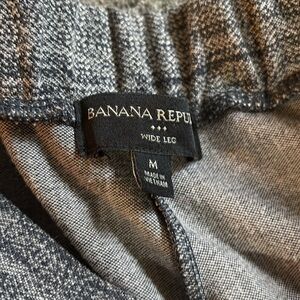 BANANA REPU
WIDE LEG
M
MADE IN
VIETNAM